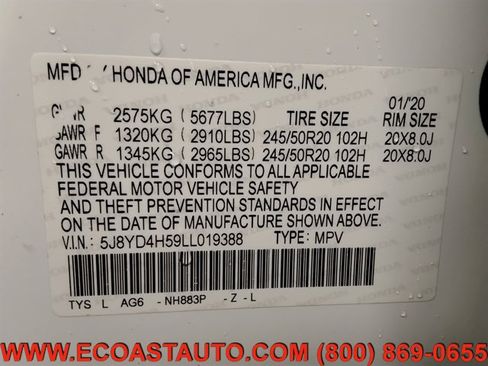 MFD BY HONDA OF AMERICA MFG.,INC.
01/'20
GVWR 2575KG (5677LBS) TIRE SIZE RIM SIZE
GAWR F 1320KG (2910LBS) 245/50R20 102H 20X8.0J
GAWR R 1345KG (2965LBS) 245/50R20 102H 20X8.0J
THIS VEHICLE CONFORMS TO ALL APPLICABLE
FEDERAL MOTOR VEHICLE SAFETY
AND THEFT PREVENTION STANDARDS IN EFFECT
ON THE DATE OF MANUFACTURE SHOWN ABOVE.
V.I.N.: 5J8YD4H59LL019388 TYPE: MPV
TYS L AG6 -NH883P -Z-L
WWW.ECOASTAUTO.COM (800) 869-0655